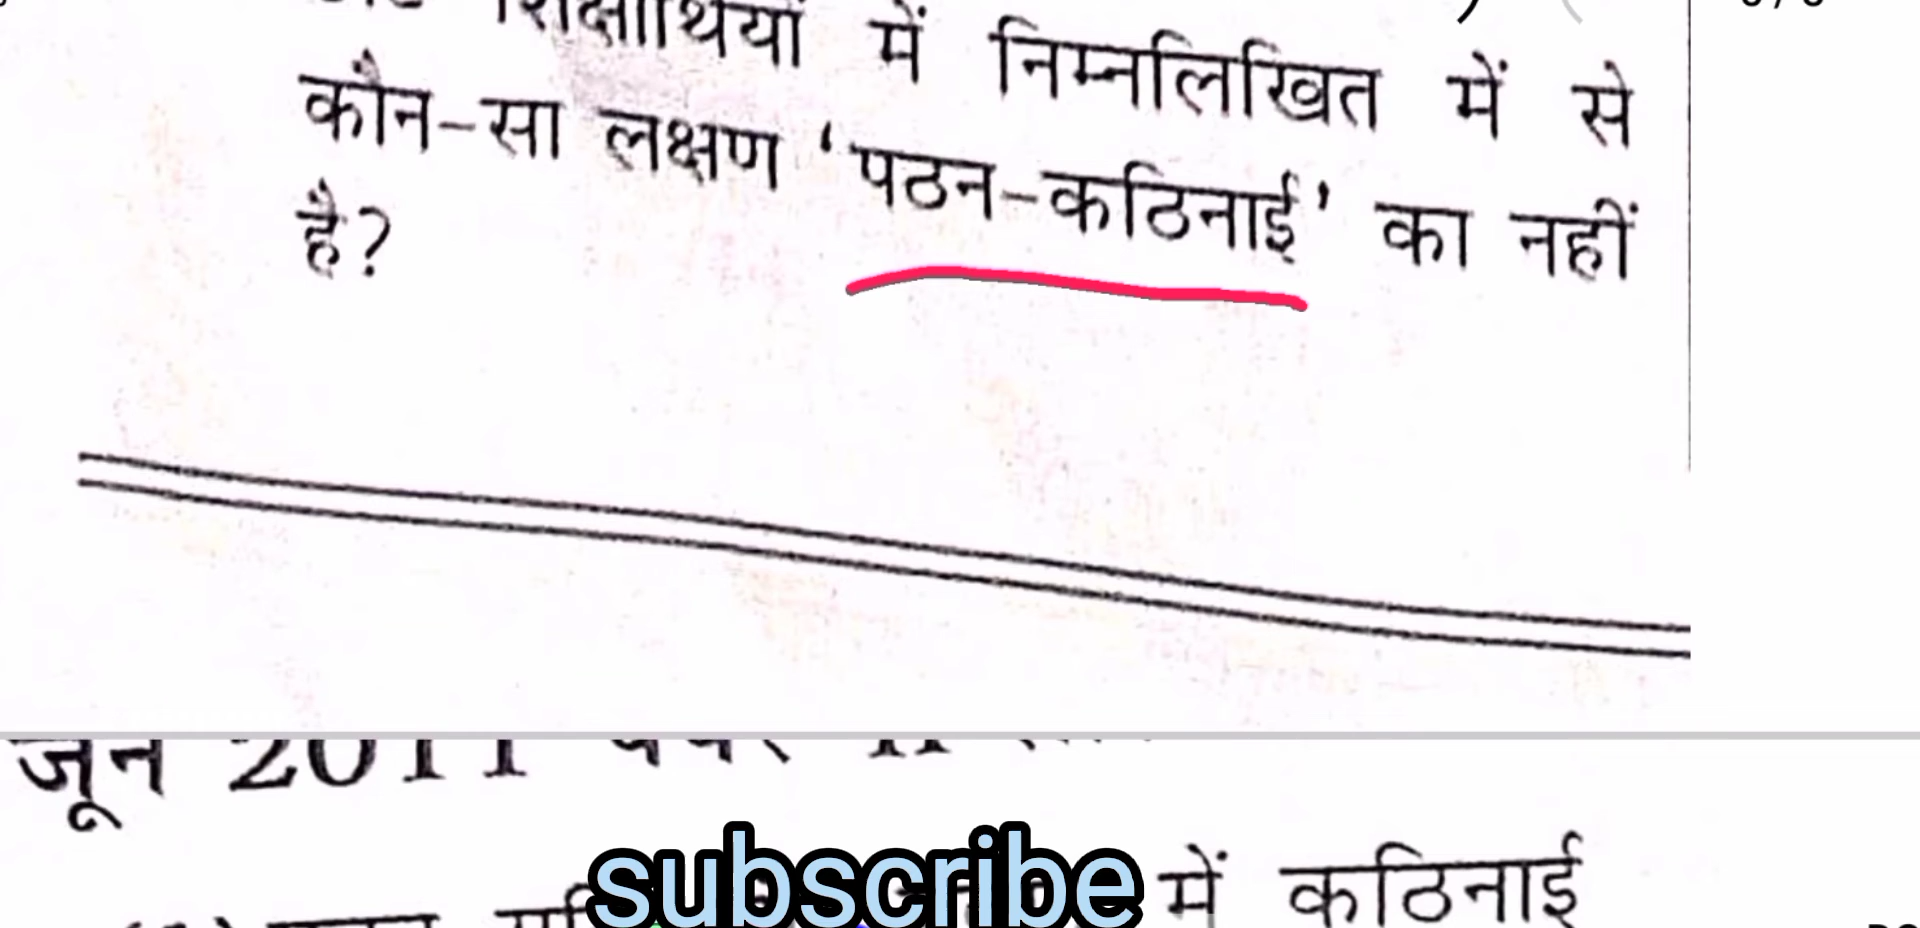 शिक्षार्थियों में निम्नलिखित में से
कौन-सा लक्षण 'पठन-कठिनाई' का नहीं
है?
जून 2011
subscribe में कठिनाई